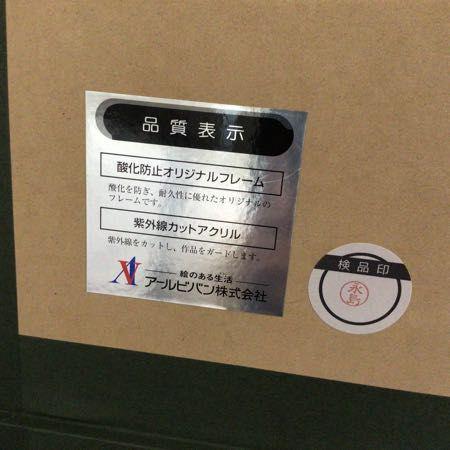 品質表示
酸化防止オリジナルフレーム
酸化を防ぎ、耐久性に優れたオリジナルの
フレームです。
紫外線カットアクリル
紫外線をカットし、作品をガードします。
絵のある生活
アールビバン株式会社
検品印
永島